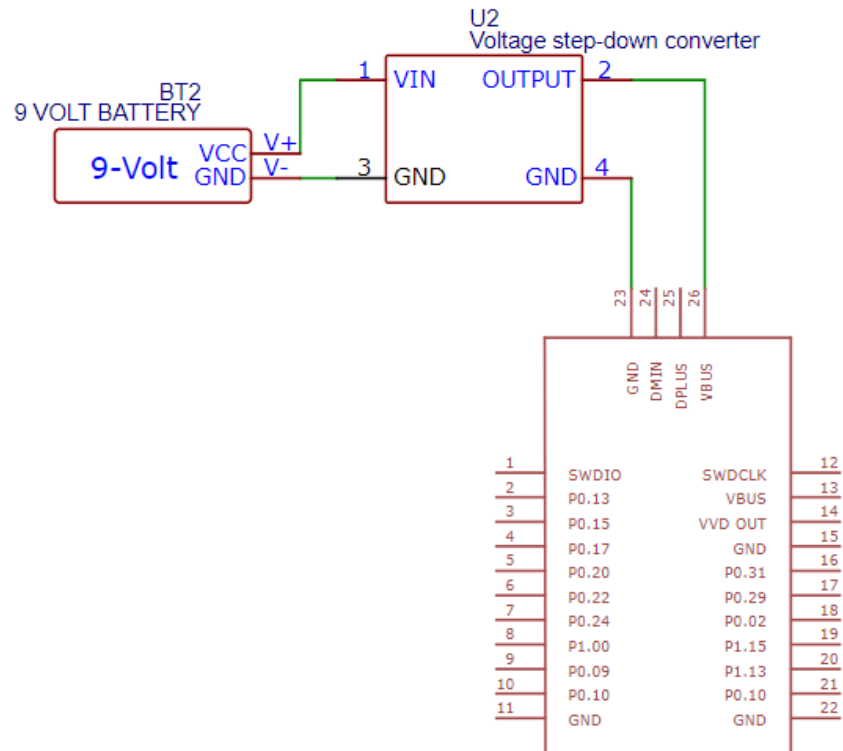 U2
Voltage step-down converter
BT2
9 VOLT BATTERY
1 VIN OUTPUT 2
9-Volt VCC V+
GND V-
3 GND GND 4
23 24 25 26
GND DMIN DPLUS VBUS
1 SWDIO SWDCLK 12
2 P0.13 VBUS 13
3 P0.15 VVD OUT 14
4 P0.17 GND 15
5 P0.20 P0.31 16
6 P0.22 P0.29 17
7 P0.24 P0.02 18
8 P1.00 P1.15 19
9 P0.09 P1.13 20
10 P0.10 P0.10 21
11 GND GND 22